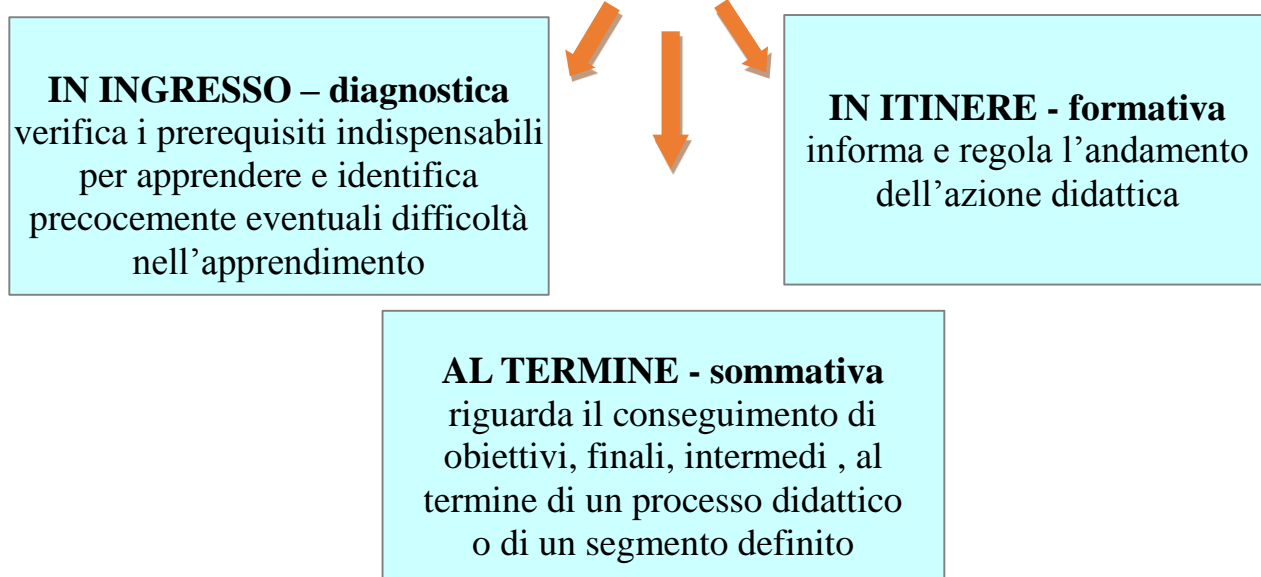 IN INGRESSO – diagnostica
verifica i prerequisiti indispensabili
per apprendere e identifica
precocemente eventuali difficoltà
nell’apprendimento
IN ITINERE - formativa
informa e regola l’andamento
dell’azione didattica
AL TERMINE - sommativa
riguarda il conseguimento di
obiettivi, finali, intermedi , al
termine di un processo didattico
o di un segmento definito